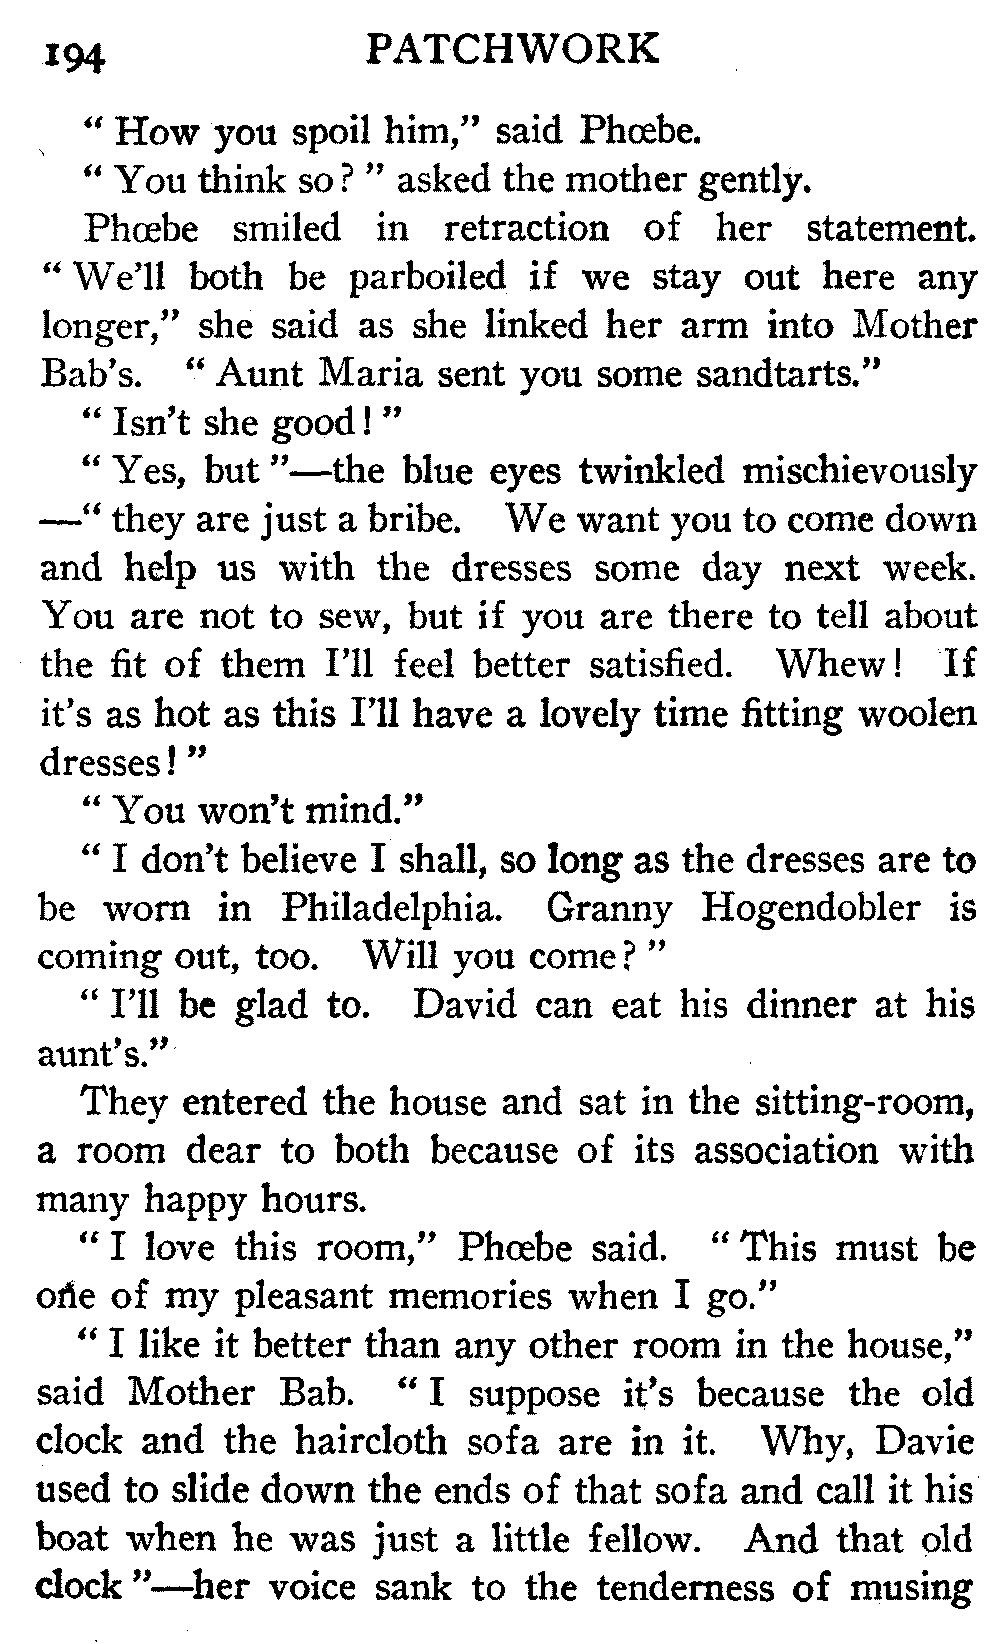 194 PATCHWORK
“ How you spoil him,” said Phœbe.
“ You think so ? ” asked the mother gently.
Phœbe smiled in retraction of her statement.
“ We'll both be parboiled if we stay out here any
longer,” she said as she linked her arm into Mother
Bab's. “ Aunt Maria sent you some sandtarts.”
“ Isn't she good ! ”
“ Yes, but ”—the blue eyes twinkled mischievously
—“ they are just a bribe. We want you to come down
and help us with the dresses some day next week.
You are not to sew, but if you are there to tell about
the fit of them I'll feel better satisfied. Whew ! If
it's as hot as this I'll have a lovely time fitting woolen
dresses ! ”
“ You won't mind.”
“ I don't believe I shall, so long as the dresses are to
be worn in Philadelphia. Granny Hogendobler is
coming out, too. Will you come ? ”
“ I'll be glad to. David can eat his dinner at his
aunt's.”
They entered the house and sat in the sitting-room,
a room dear to both because of its association with
many happy hours.
“ I love this room,” Phœbe said. “ This must be
one of my pleasant memories when I go.”
“ I like it better than any other room in the house,”
said Mother Bab. “ I suppose it's because the old
clock and the haircloth sofa are in it. Why, Davie
used to slide down the ends of that sofa and call it his
boat when he was just a little fellow. And that old
clock ”—her voice sank to the tenderness of musing